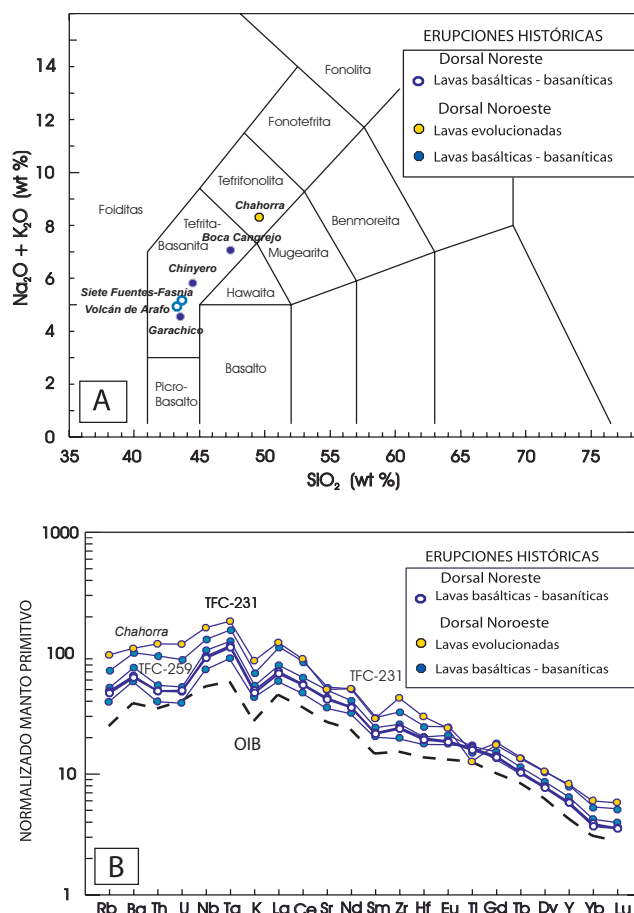 ERUPCIONES HISTÓRICAS
Dorsal Noreste
Lavas basálticas - basaníticas
Dorsal Noroeste
Lavas evolucionadas
Lavas basálticas - basaníticas
Fonolita
Fonotefrita
Tefrifonolita
Foiditas
Chahorra
Tefrita-
Basanita
Boca Cangrejo
Benmoreita
Mugearita
Chinyero
Siete Fuentes-Fasnia
Hawaita
Volcán de Arafo
Garachico
Basalto
Picro-
Basalto
A
14
12
10
8
6
4
2
0
Na2O + K2O (wt %)
35 40 45 50 55 60 65 70 75
SIO2 (wt %)
1000
100
10
1
NORMALIZADO MANTO PRIMITIVO
ERUPCIONES HISTÓRICAS
Dorsal Noreste
Lavas basálticas - basaníticas
Dorsal Noroeste
Lavas evolucionadas
Lavas basálticas - basaníticas
TFC-231
Chahorra
TFC-259
TFC-231
OIB
B
Rb Ba Th U Nb Ta K La Ce Sr Nd Sm Zr Hf Eu TI Gd Tb Dy Y Yb Lu